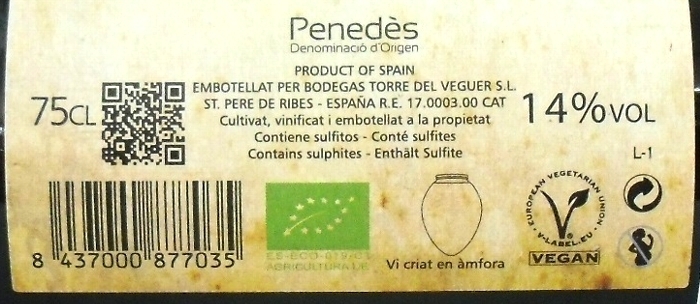 Penedès
Denominació d'Origen
PRODUCT OF SPAIN
EMBOTELLAT PER BODEGAS TORRE DEL VEGUER S.L.
ST. PERE DE RIBES - ESPAÑA R.E. 17.0003.00 CAT
Cultivat, vinificat i embotellat a la propietat
Contiene sulfitos - Conté sulfites
Contains sulphites - Enthält Sulfite
75CL
14%VOL
L-1
8 437000 877035
AGRICULTURA UE
Vi criat en àmfora
EUROPEAN VEGETARIAN UNION
V-LABEL.EU
VEGAN